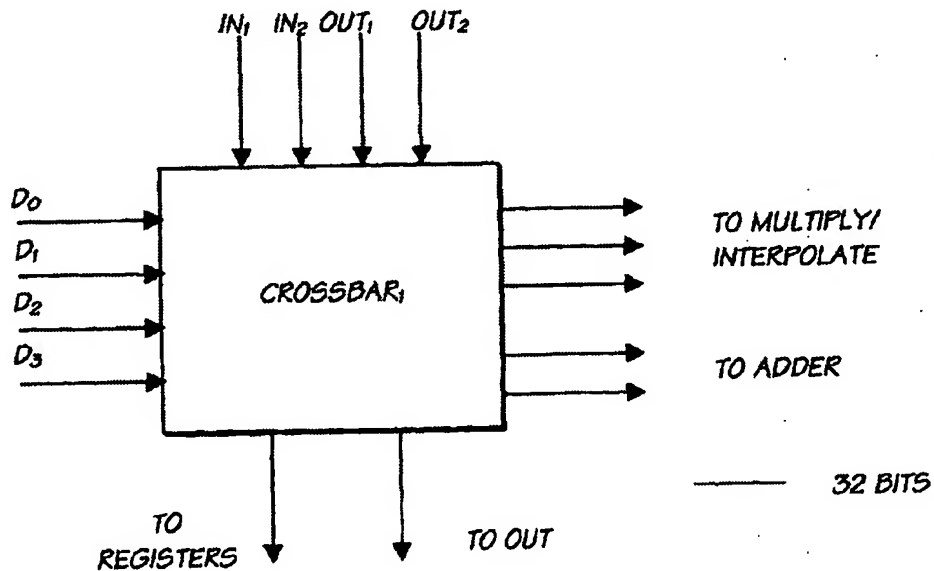 IN₁ IN₂ OUT₁ OUT₂
D₀
D₁
D₂
D₃
CROSSBAR₁
TO MULTIPLY/
INTERPOLATE
TO ADDER
32 BITS
TO
REGISTERS
TO OUT